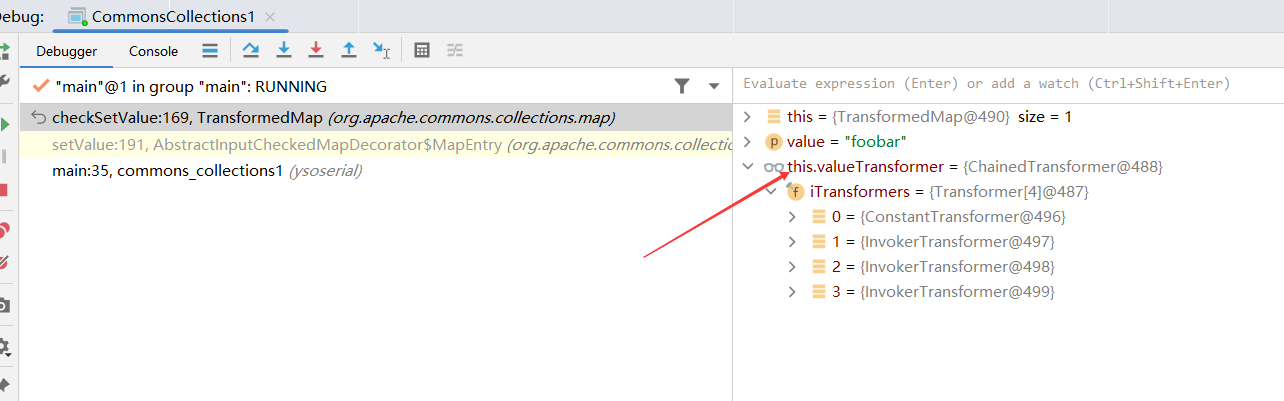 Debug: CommonsCollections1
Debugger Console
"main"@1 in group "main": RUNNING
checkSetValue:169, TransformedMap (org.apache.commons.collections.map)
setValue:191, AbstractInputCheckedMapDecorator$MapEntry (org.apache.commons.collectio
main:35, commons_collections1 (ysoserial)
Evaluate expression (Enter) or add a watch (Ctrl+Shift+Enter)
this = {TransformedMap@490} size = 1
p value = "foobar"
this.valueTransformer = {ChainedTransformer@488}
f iTransformers = {Transformer[4]@487}
0 = {ConstantTransformer@496}
1 = {InvokerTransformer@497}
2 = {InvokerTransformer@498}
3 = {InvokerTransformer@499}